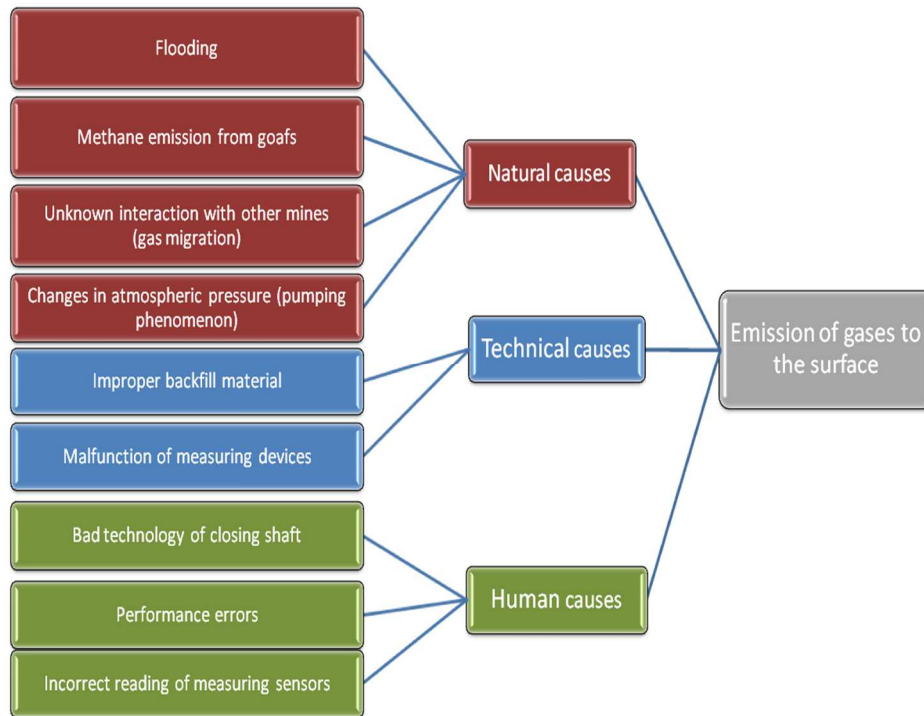 Flooding
Methane emission from goafs
Unknown interaction with other mines
(gas migration)
Changes in atmospheric pressure (pumping
phenomenon)
Improper backfill material
Malfunction of measuring devices
Bad technology of closing shaft
Performance errors
Incorrect reading of measuring sensors
Natural causes
Technical causes
Human causes
Emission of gases to
the surface